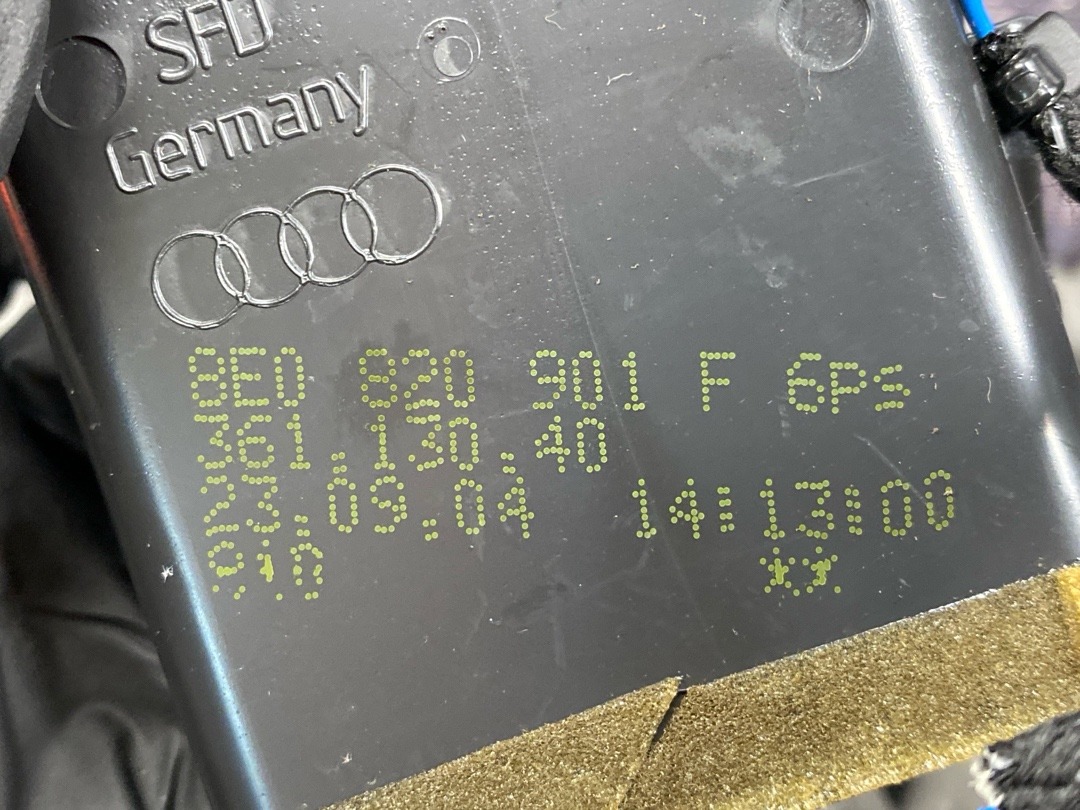 SFD
Germany
8E0 820 901 F 6PS
361.130.40
23.09.04 14:13:00